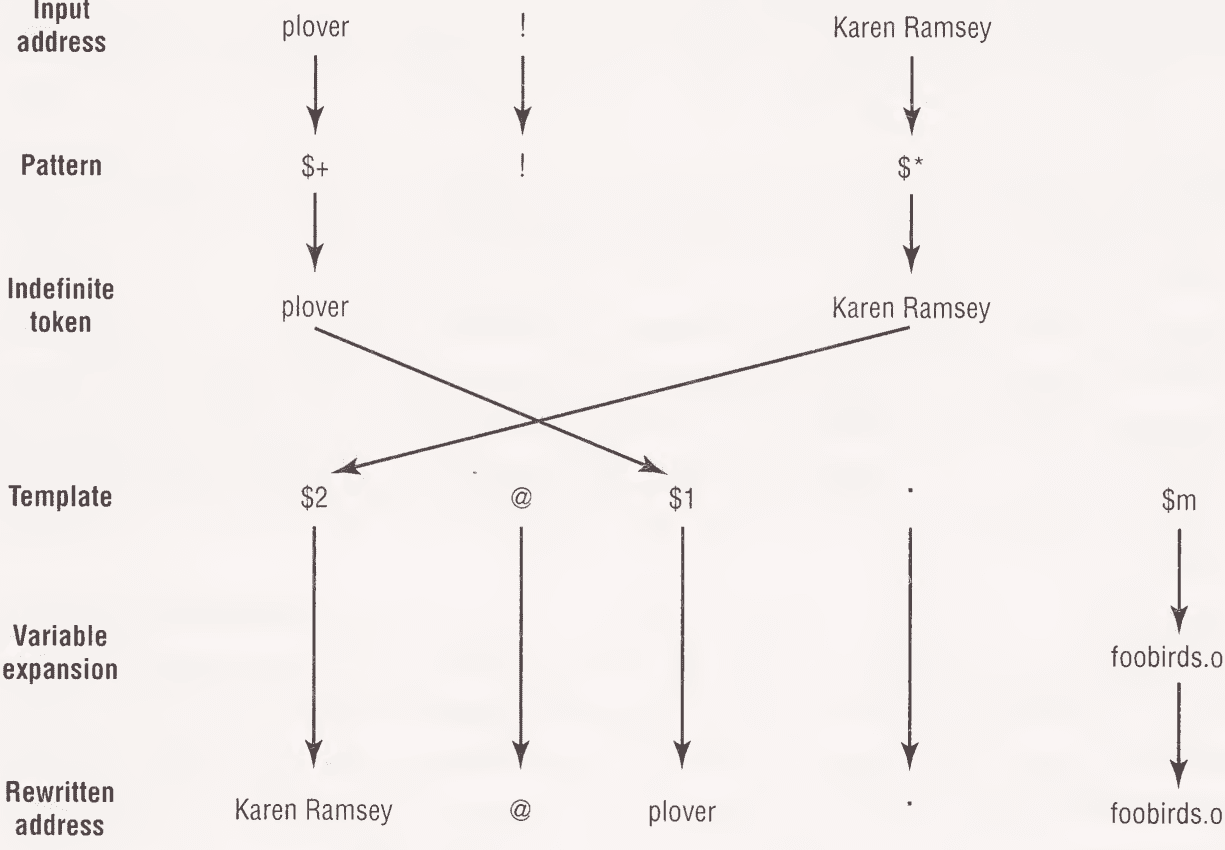 Input
address
plover
!
Karen Ramsey
Pattern
$+
!
$*
Indefinite
token
plover
Karen Ramsey
Template
$2
@
$1
.
$m
Variable
expansion
foobirds.o
Rewritten
address
Karen Ramsey
@
plover
.
foobirds.o